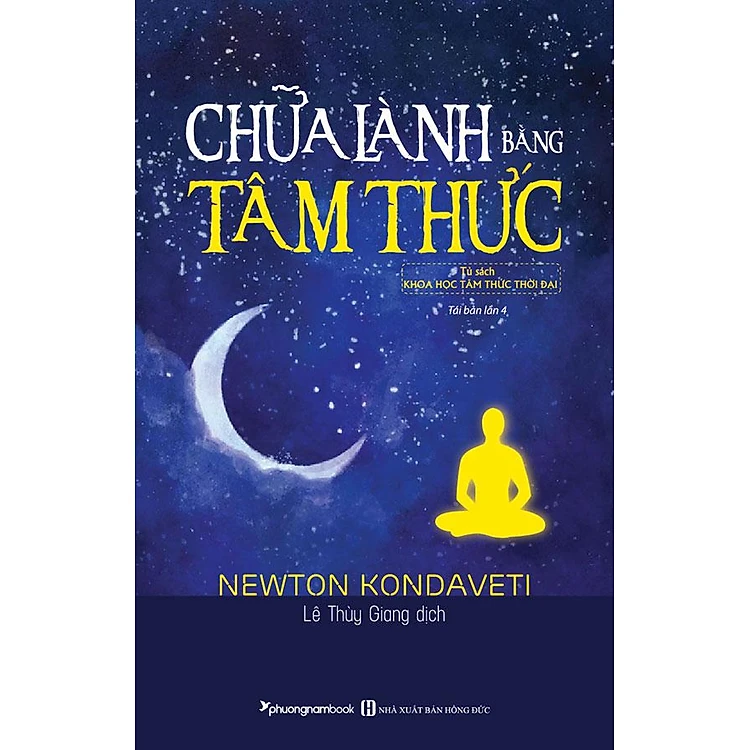 CHỮA LÀNH BẰNG
TÂM THỨC
Tủ sách
KHOA HỌC TÂM THỨC THỜI ĐẠI
Tái bản lần 4
NEWTON KONDAVETI
Lê Thùy Giang dịch
phuongnambook H NHÀ XUẤT BẢN HỒNG ĐỨC